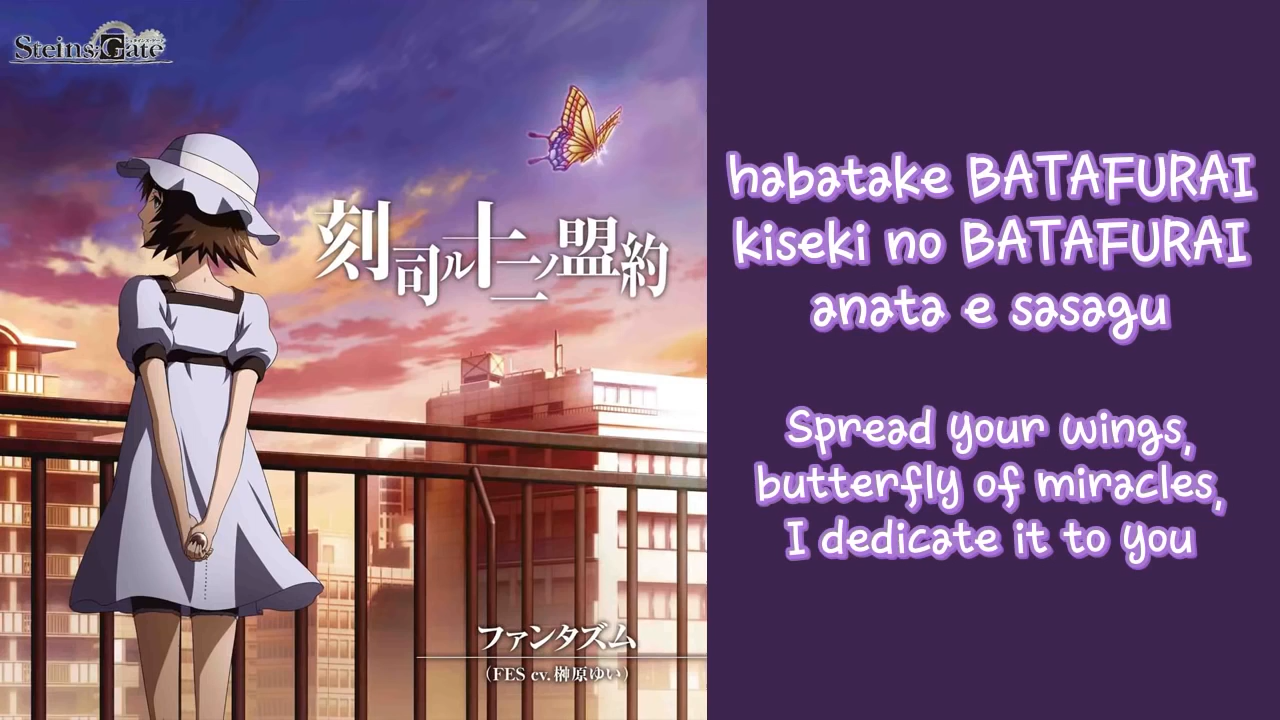 Steins;Gate
刻司ル十二ノ盟約
ファンタズム
(FES cv.榊原ゆい)
habatake BATAFURAI
kiseki no BATAFURAI
anata e sasagu
Spread your wings,
butterfly of miracles,
I dedicate it to you